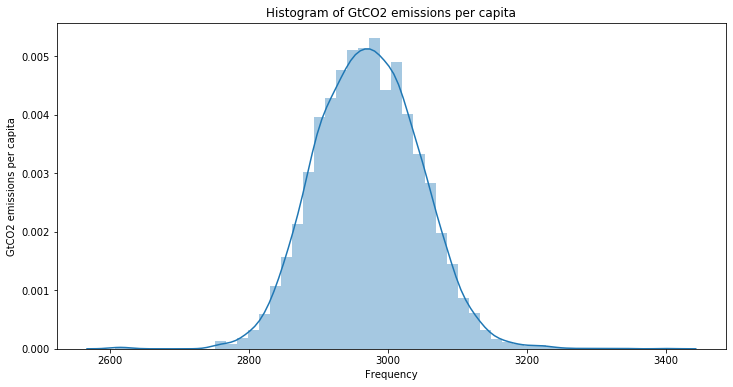 Histogram of GtCO2 emissions per capita
GtCO2 emissions per capita
0.005
0.004
0.003
0.002
0.001
0.000
2600 2800 3000 3200 3400
Frequency